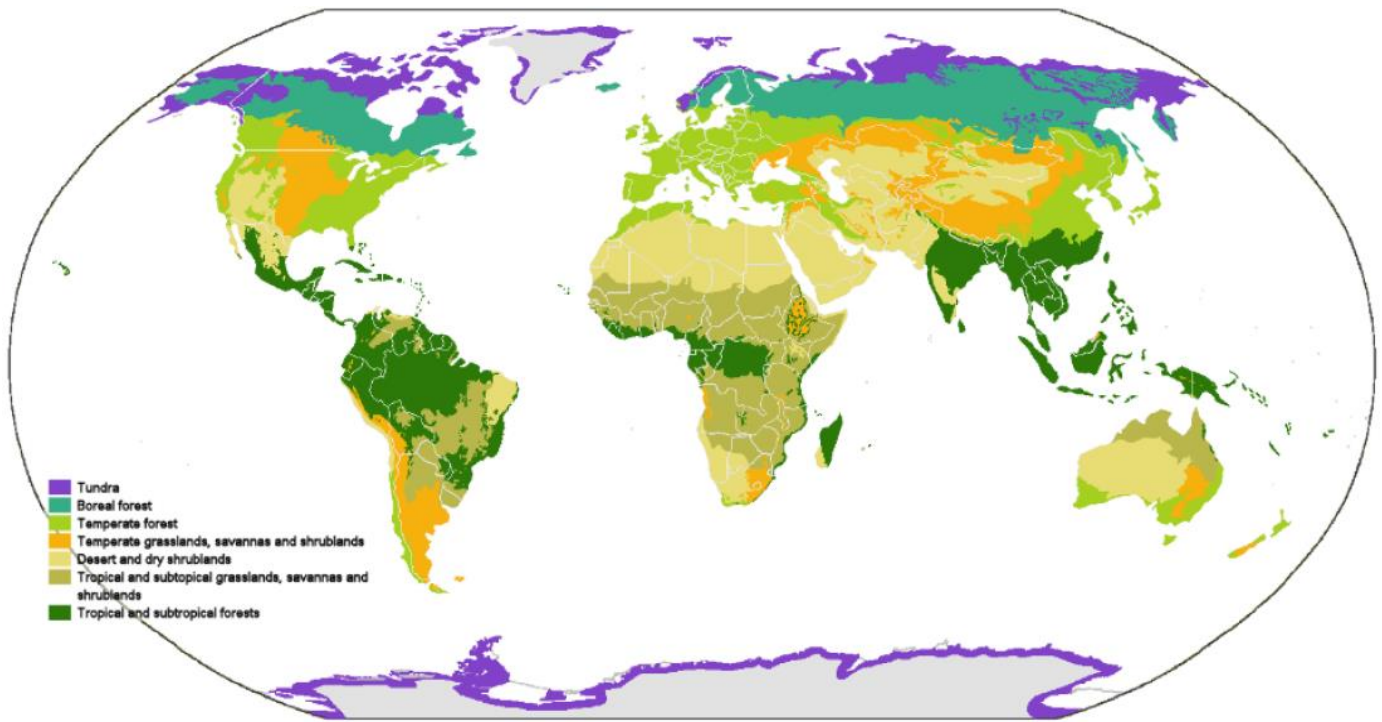 Tundra
Boreal forest
Temperate forest
Temperate grasslands, savannas and shrublands
Desert and dry shrublands
Tropical and subtopical grasslands, savannas and
shrublands
Tropical and subtropical forests